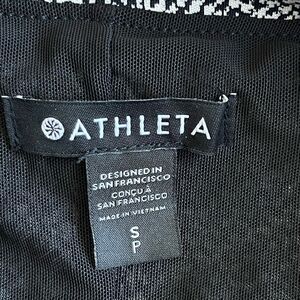 ATHLETA
DESIGNED IN
SAN FRANCISCO
CONÇU À
SAN FRANCISCO
MADE IN VIETNAM
S
P